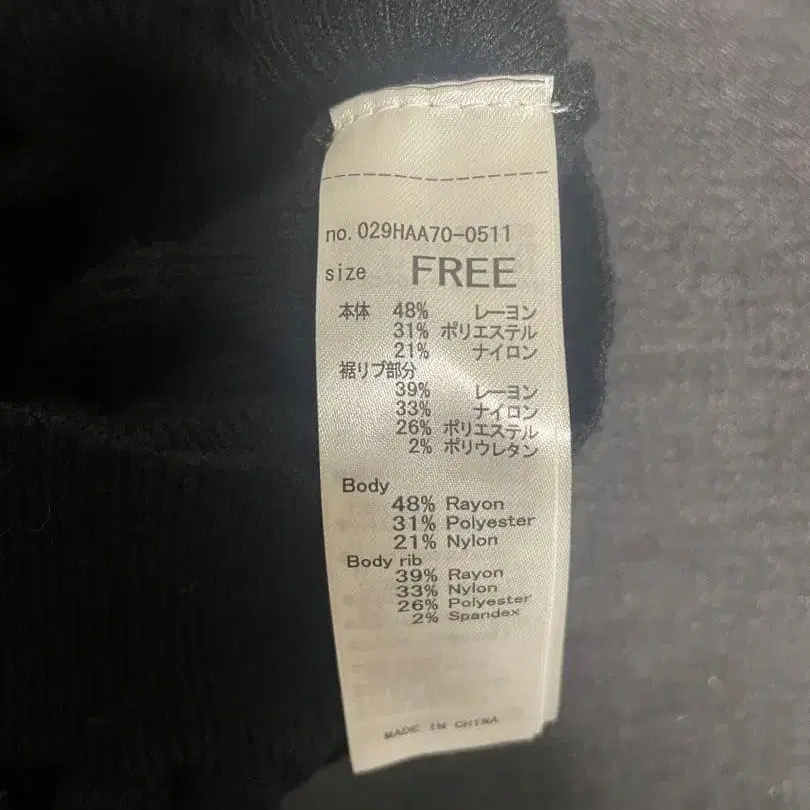 no. 029HAA70-0511
size FREE
本体 48% レーヨン
31% ポリエステル
21% ナイロン
裾リブ部分
39% レーヨン
33% ナイロン
26% ポリエステル
2% ポリウレタン
Body
48% Rayon
31% Polyester
21% Nylon
Body rib
39% Rayon
33% Nylon
26% Polyester
2% Spandex
MADE IN CHINA